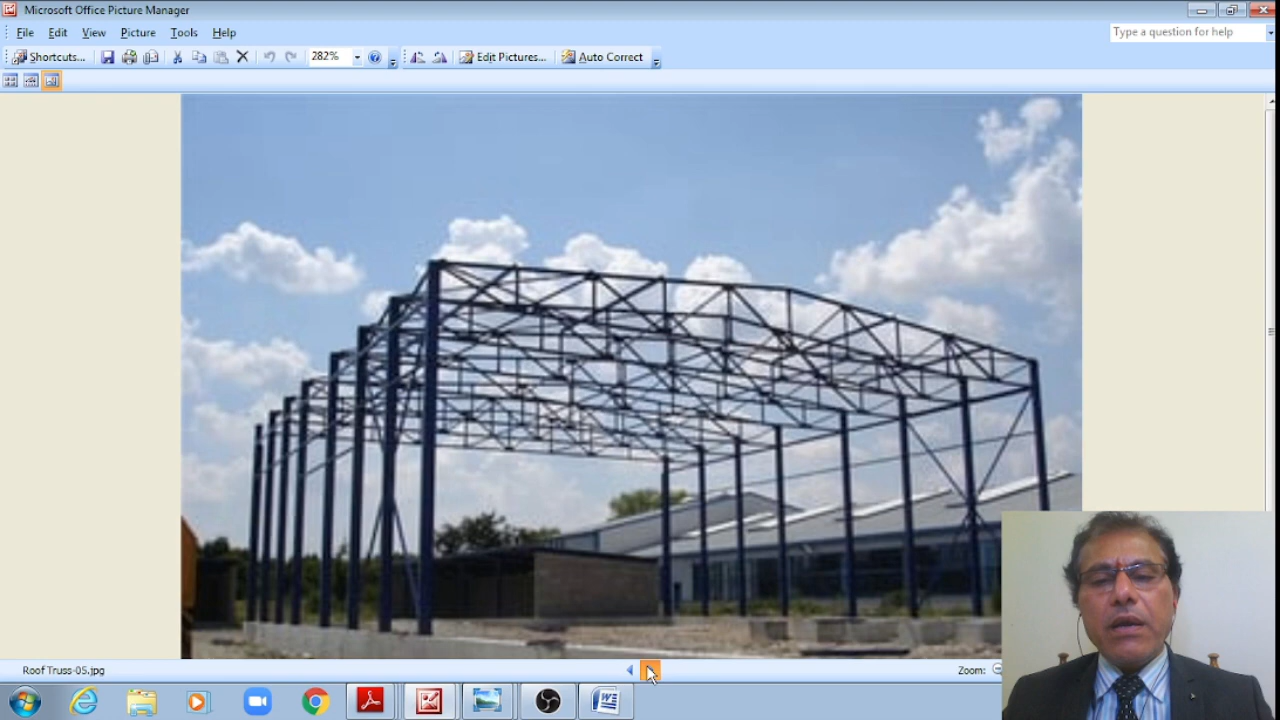 Microsoft Office Picture Manager
File Edit View Picture Tools Help
Type a question for help
Shortcuts... 282% Edit Pictures... Auto Correct
Roof Truss-05.jpg
Zoom: